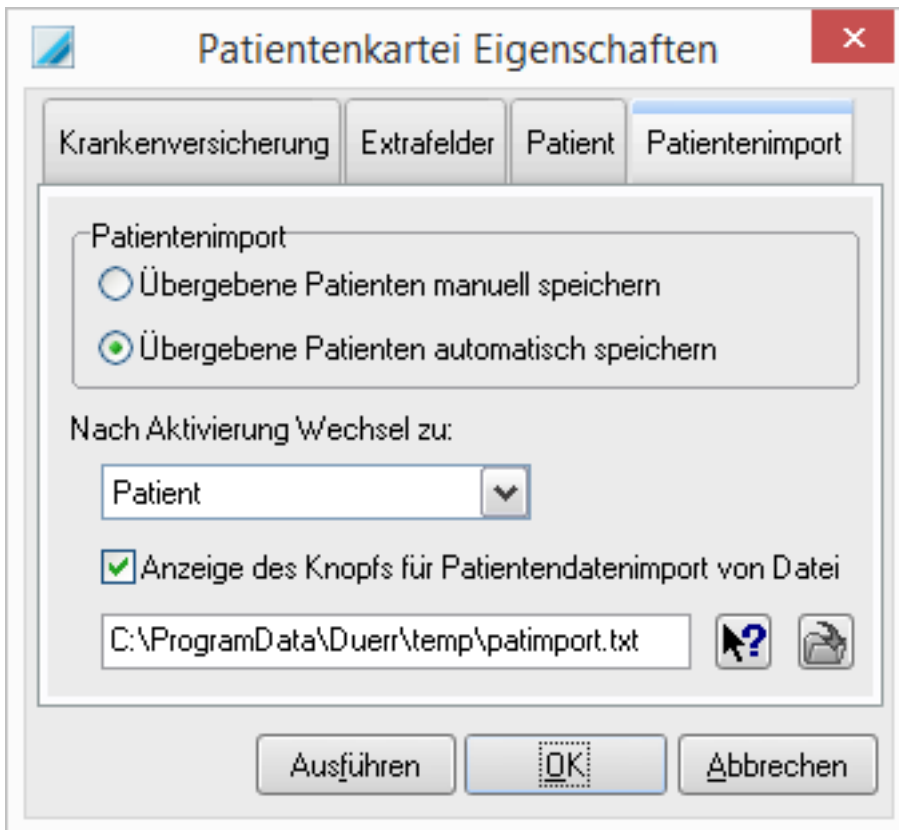 Patientenkartei Eigenschaften
Krankenversicherung Extrafelder Patient Patientenimport
Patientenimport
Übergebene Patienten manuell speichern
Übergebene Patienten automatisch speichern
Nach Aktivierung Wechsel zu:
Patient
Anzeige des Knopfs für Patientendatenimport von Datei
C:\ProgramData\Duerr\temp\patimport.txt
Ausführen OK Abbrechen